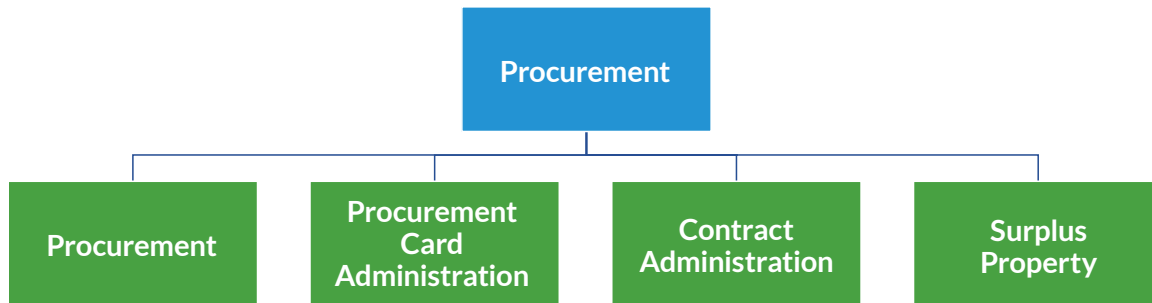 Procurement
Procurement
Procurement
Card
Administration
Contract
Administration
Surplus
Property